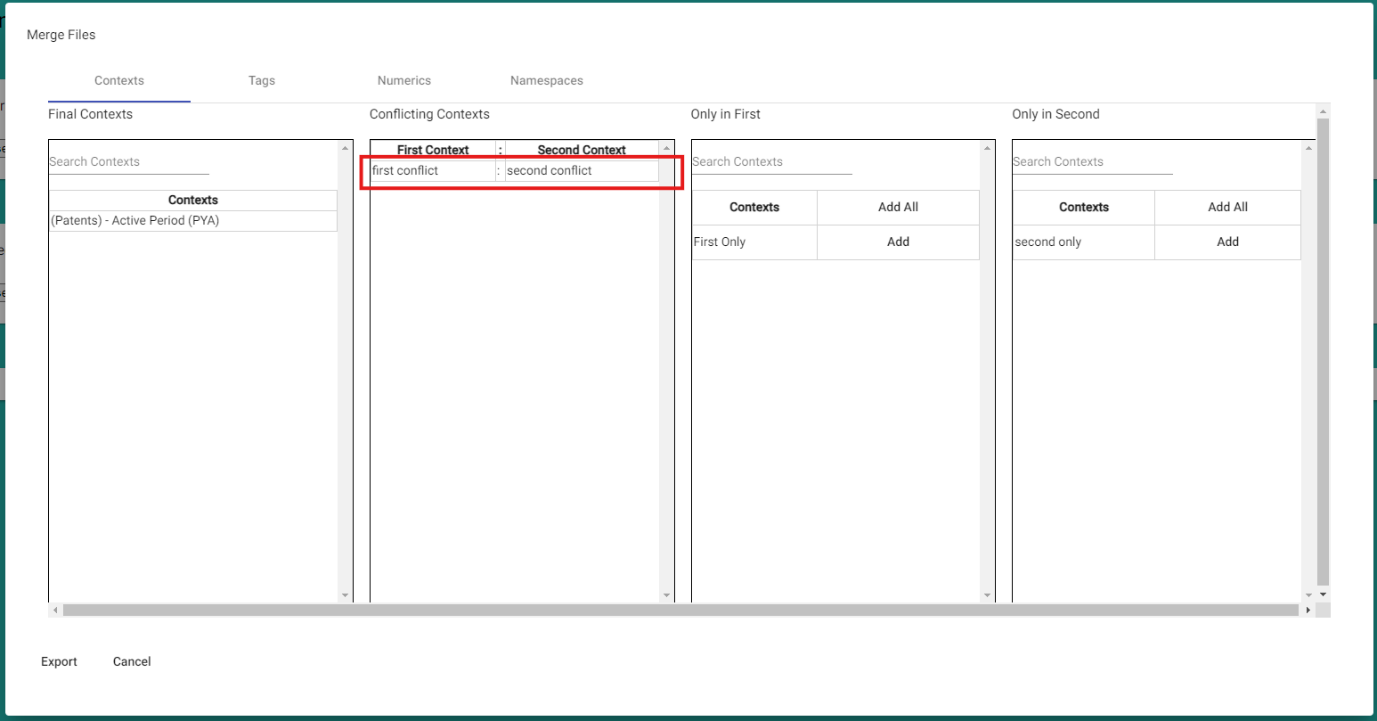 Merge Files
Contexts Tags Numerics Namespaces
Final Contexts
Search Contexts
Contexts
(Patents) - Active Period (PYA)
Conflicting Contexts
First Context : Second Context
first conflict : second conflict
Only in First
Search Contexts
Contexts Add All
First Only Add
Only in Second
Search Contexts
Contexts Add All
second only Add
Export Cancel